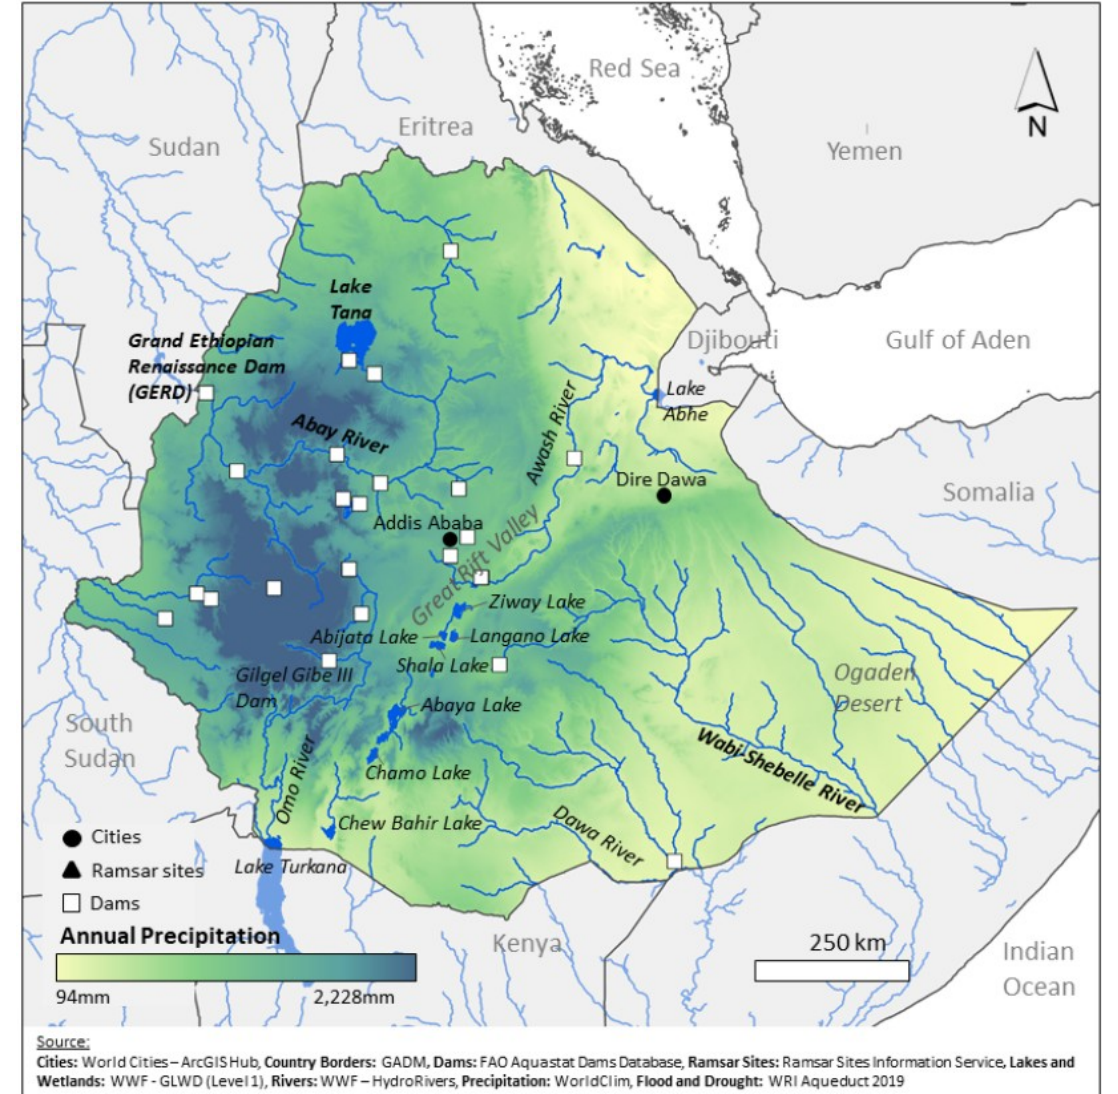 Red Sea
Eritrea
Sudan
Yemen
N
Lake
Tana
Grand Ethiopian
Renaissance Dam
(GERD)
Djibouti
Gulf of Aden
Lake
Abhe
Abay River
Awash River
Dire Dawa
Somalia
Addis Ababa
Great Rift Valley
Ziway Lake
Abijata Lake
Langano Lake
Shala Lake
Gilgel Gibe III
Dam
Ogaden
Desert
Abaya Lake
South
Sudan
Wabi-Shebelle River
Omo River
Chamo Lake
Chew Bahir Lake
Dawa River
Lake Turkana
Cities
Ramsar sites
Dams
Annual Precipitation
94mm
2,228mm
Kenya
250 km
Indian
Ocean
Source:
Cities: World Cities – ArcGIS Hub, Country Borders: GADM, Dams: FAO Aquastat Dams Database, Ramsar Sites: Ramsar Sites Information Service, Lakes and
Wetlands: WWF - GLWD (Level 1), Rivers: WWF – HydroRivers, Precipitation: WorldClim, Flood and Drought: WRI Aqueduct 2019